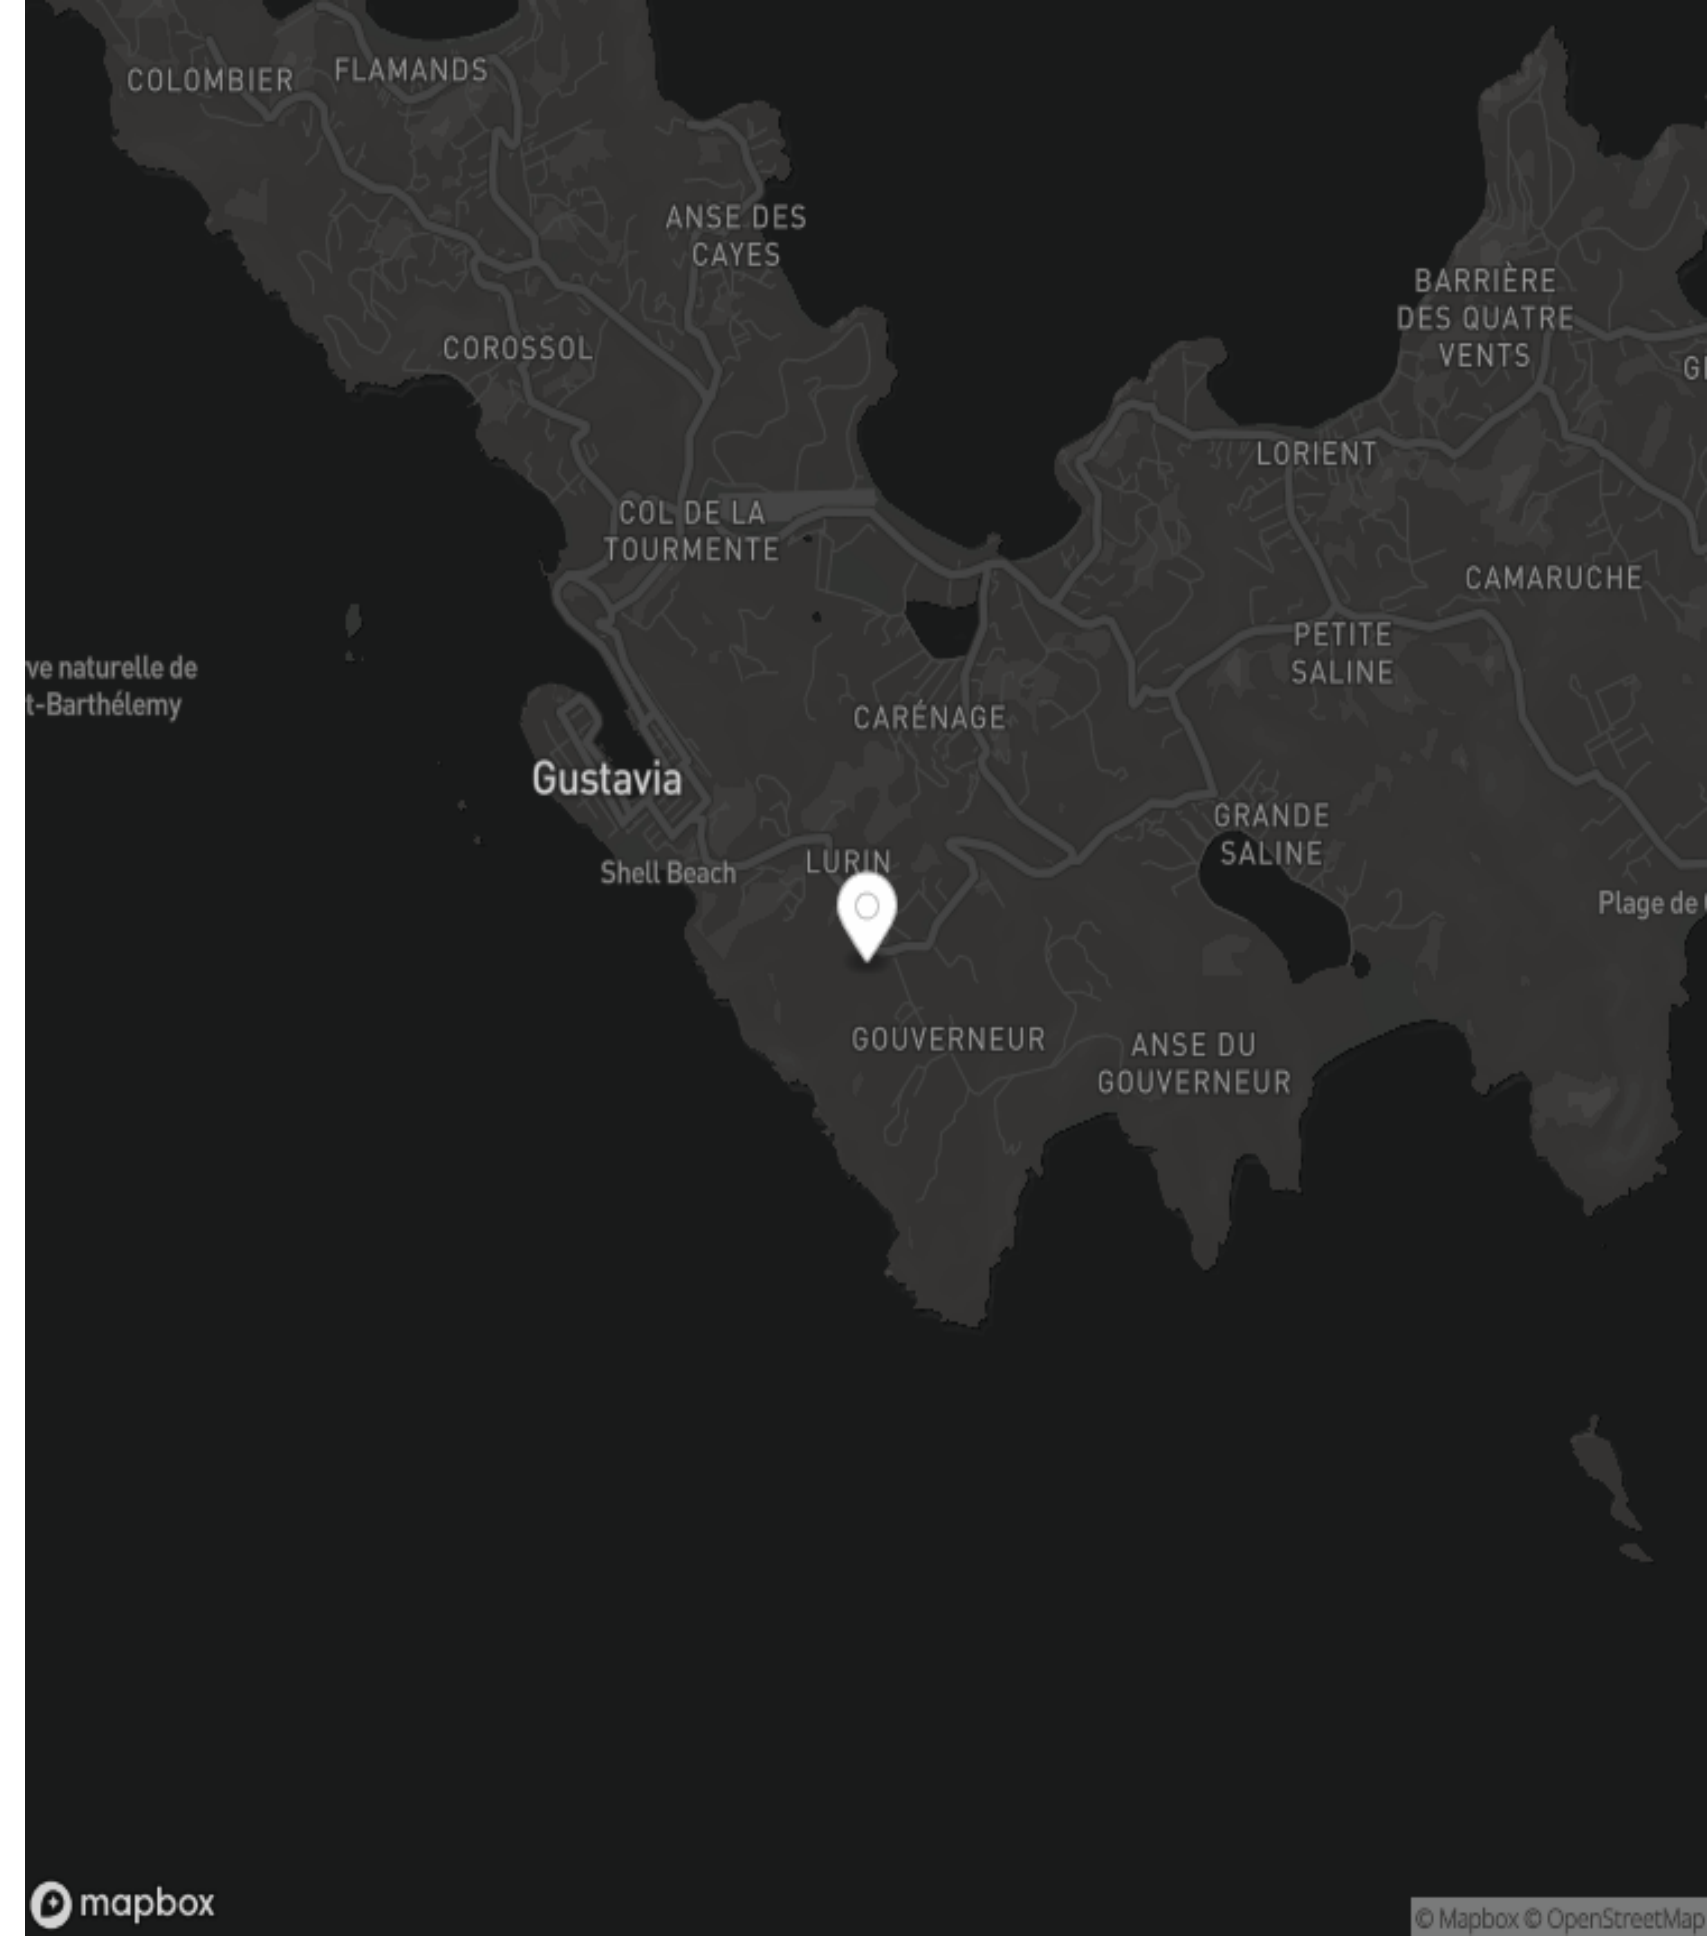 COLOMBIER
FLAMANDS
ANSE DES
CAYES
BARRIÈRE
DES QUATRE
VENTS
COROSSOL
LORIENT
COL DE LA
TOURMENTE
CAMARUCHE
PETITE
SALINE
ve naturelle de
t-Barthélemy
CARÉNAGE
Gustavia
GRANDE
SALINE
LURIN
Shell Beach
Plage de
GOUVERNEUR
ANSE DU
GOUVERNEUR
mapbox
© Mapbox © OpenStreetMap